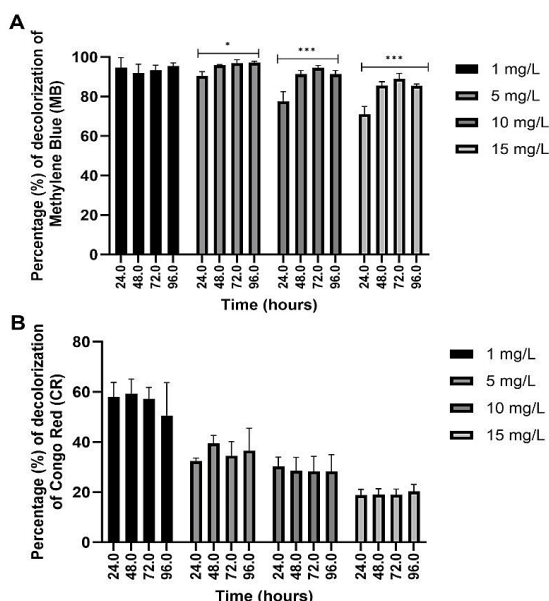 A
Percentage (%) of decolorization of
Methylene Blue (MB)
100
80
60
40
20
0
*
***
***
24.0 48.0 72.0 96.0 24.0 48.0 72.0 96.0 24.0 48.0 72.0 96.0 24.0 48.0 72.0 96.0
Time (hours)
1 mg/L
5 mg/L
10 mg/L
15 mg/L
B
Percentage (%) of decolorization
of Congo Red (CR)
80
60
40
20
0
24.0 48.0 72.0 96.0 24.0 48.0 72.0 96.0 24.0 48.0 72.0 96.0 24.0 48.0 72.0 96.0
Time (hours)
1 mg/L
5 mg/L
10 mg/L
15 mg/L